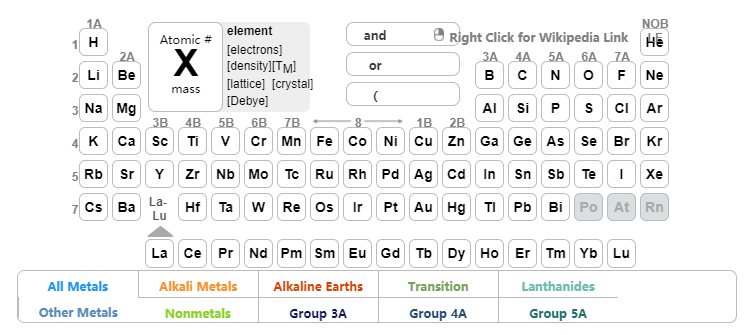 1A
NOB
LE
Atomic #
X
mass
element
[electrons]
[density][TM]
[lattice] [crystal]
[Debye]
and
or
(
Right Click for Wikipedia Link
1 H He
2A 3A 4A 5A 6A 7A
2 Li Be B C N O F Ne
3 Na Mg Al Si P S Cl Ar
3B 4B 5B 6B 7B 8 1B 2B
4 K Ca Sc Ti V Cr Mn Fe Co Ni Cu Zn Ga Ge As Se Br Kr
5 Rb Sr Y Zr Nb Mo Tc Ru Rh Pd Ag Cd In Sn Sb Te I Xe
7 Cs Ba La-Lu Hf Ta W Re Os Ir Pt Au Hg Tl Pb Bi Po At Rn
La Ce Pr Nd Pm Sm Eu Gd Tb Dy Ho Er Tm Yb Lu
All Metals Alkali Metals Alkaline Earths Transition Lanthanides
Other Metals Nonmetals Group 3A Group 4A Group 5A